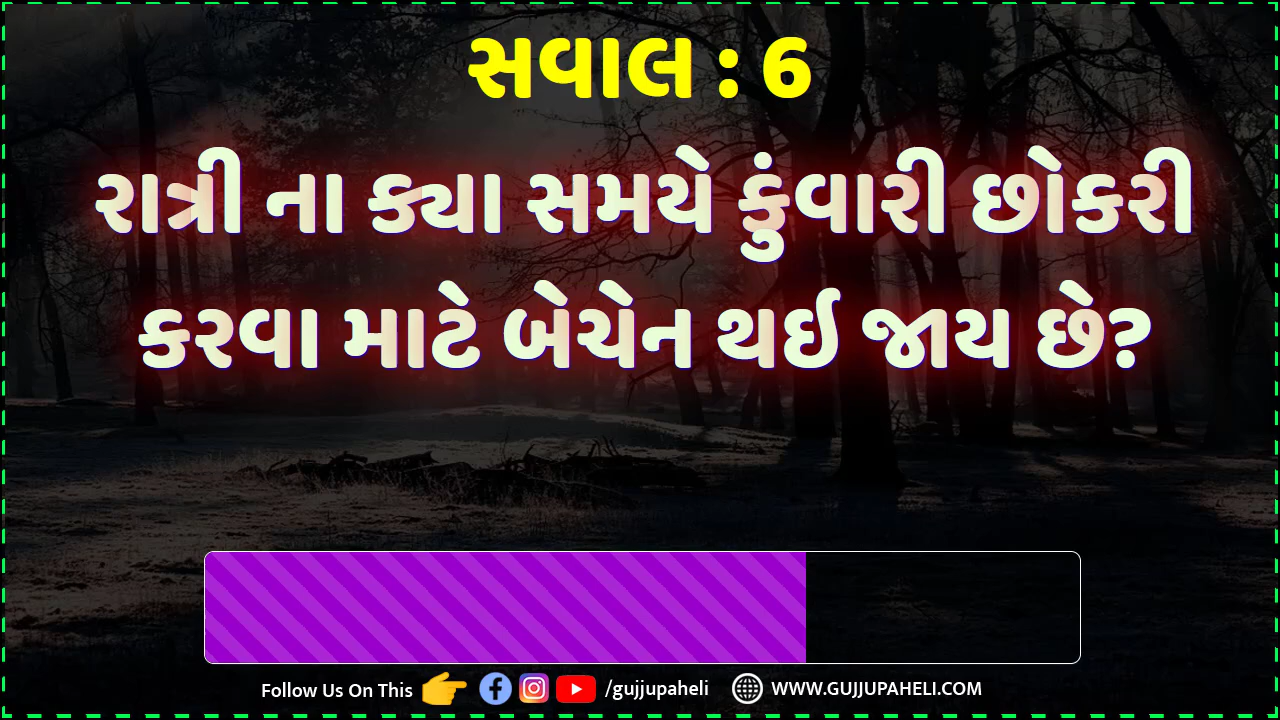 સવાલ : 6
રાત્રી ના ક્યા સમયે કુંવારી છોકરી
કરવા માટે બેચેન થઇ જાય છે?
Follow Us On This /gujjupaheli WWW.GUJJUPAHELI.COM